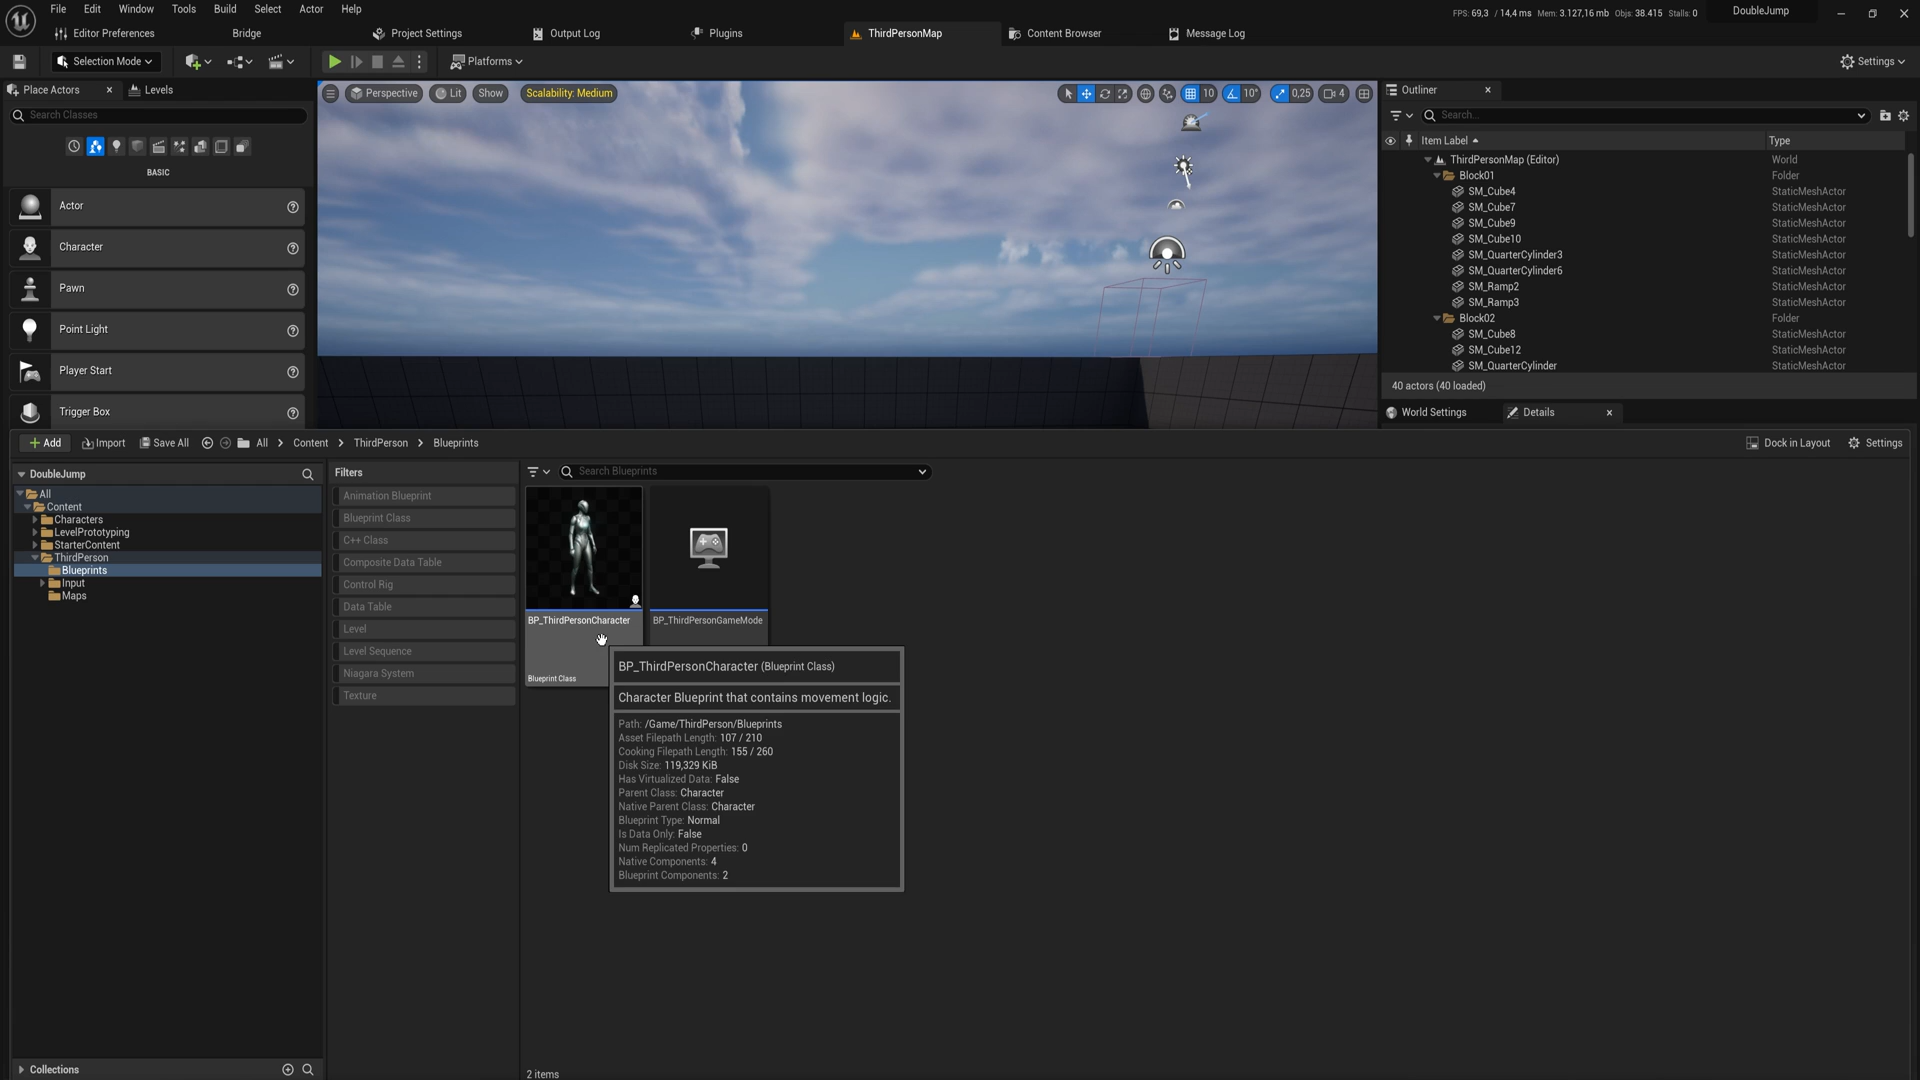 File Edit Window Tools Build Select Actor Help
FPS: 69,3 / 14,4 ms Mem: 3.127,16 mb Objs: 38.415 Stalls: 0
DoubleJump
Editor Preferences
Bridge
Project Settings
Output Log
Plugins
ThirdPersonMap
Content Browser
Message Log
Selection Mode
Platforms
Settings
Place Actors
Levels
Search Classes
BASIC
Actor
Character
Pawn
Point Light
Player Start
Trigger Box
Perspective
Lit
Show
Scalability: Medium
10
10°
0,25
4
Outliner
Search...
Item Label
Type
ThirdPersonMap (Editor) World
Block01 Folder
SM_Cube4 StaticMeshActor
SM_Cube7 StaticMeshActor
SM_Cube9 StaticMeshActor
SM_Cube10 StaticMeshActor
SM_QuarterCylinder3 StaticMeshActor
SM_QuarterCylinder6 StaticMeshActor
SM_Ramp2 StaticMeshActor
SM_Ramp3 StaticMeshActor
Block02 Folder
SM_Cube8 StaticMeshActor
SM_Cube12 StaticMeshActor
SM_QuarterCylinder StaticMeshActor
40 actors (40 loaded)
World Settings
Details
Add
Import
Save All
All
Content
ThirdPerson
Blueprints
Dock in Layout
Settings
DoubleJump
All
Content
Characters
LevelPrototyping
StarterContent
ThirdPerson
Blueprints
Input
Maps
Collections
Filters
Animation Blueprint
Blueprint Class
C++ Class
Composite Data Table
Control Rig
Data Table
Level
Level Sequence
Niagara System
Texture
Search Blueprints
BP_ThirdPersonCharacter
Blueprint Class
BP_ThirdPersonGameMode
BP_ThirdPersonCharacter (Blueprint Class)
Character Blueprint that contains movement logic.
Path: /Game/ThirdPerson/Blueprints
Asset Filepath Length: 107 / 210
Cooking Filepath Length: 155 / 260
Disk Size: 119,329 KiB
Has Virtualized Data: False
Parent Class: Character
Native Parent Class: Character
Blueprint Type: Normal
Is Data Only: False
Num Replicated Properties: 0
Native Components: 4
Blueprint Components: 2
2 items